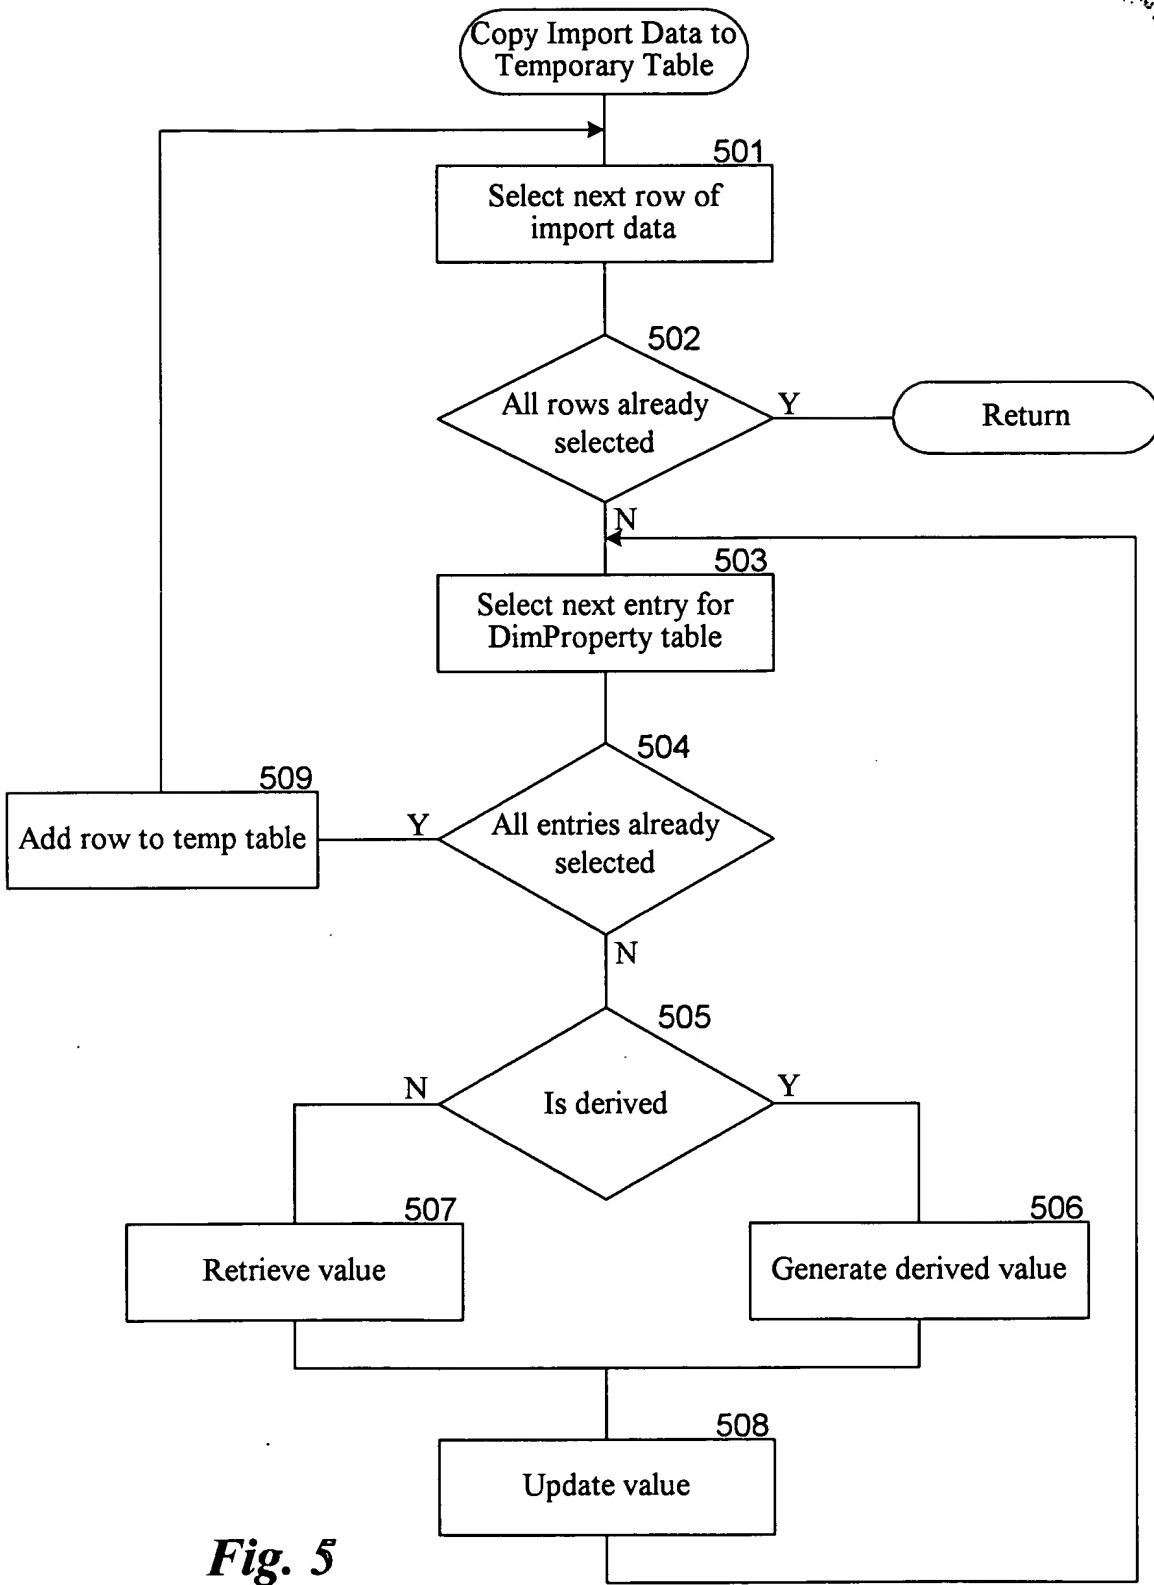 Copy Import Data to
Temporary Table
501
Select next row of
import data
502
All rows already
selected
Y
Return
N
503
Select next entry for
DimProperty table
504
All entries already
selected
Y
509
Add row to temp table
N
505
Is derived
N
Y
507
Retrieve value
506
Generate derived value
508
Update value
Fig. 5